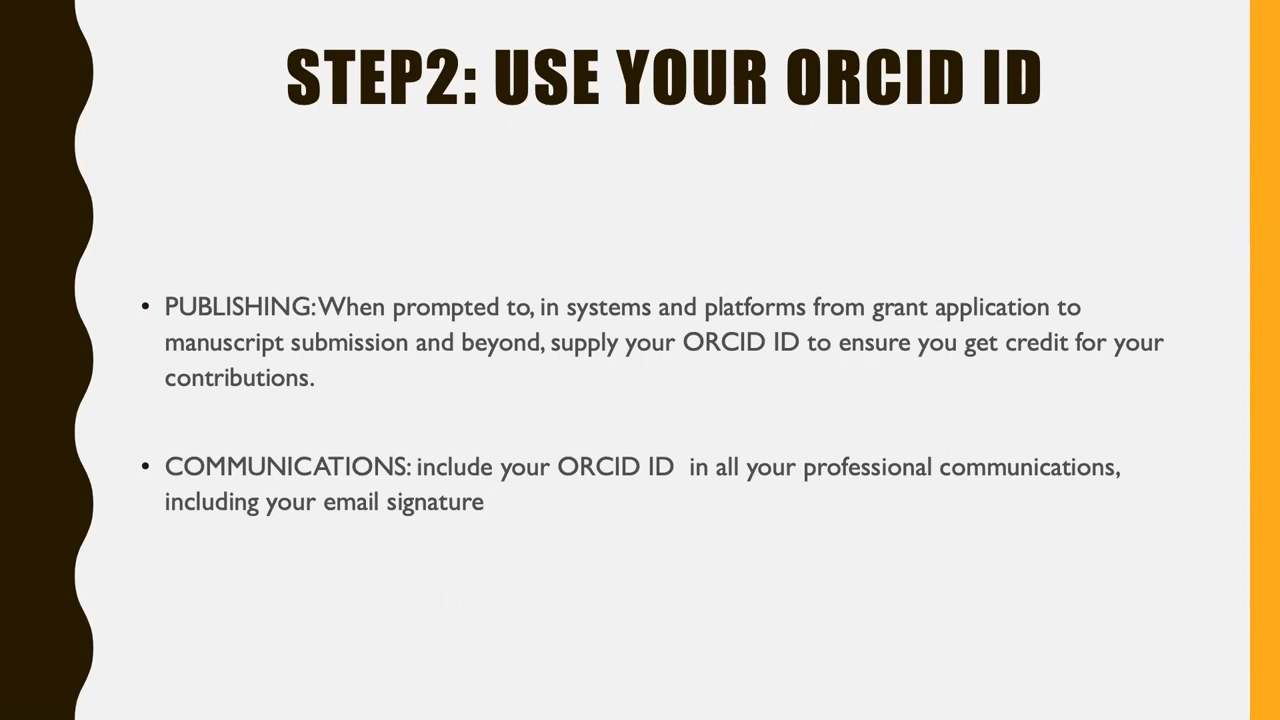 STEP2: USE YOUR ORCID ID
• PUBLISHING: When prompted to, in systems and platforms from grant application to
manuscript submission and beyond, supply your ORCID ID to ensure you get credit for your
contributions.
• COMMUNICATIONS: include your ORCID ID  in all your professional communications,
including your email signature